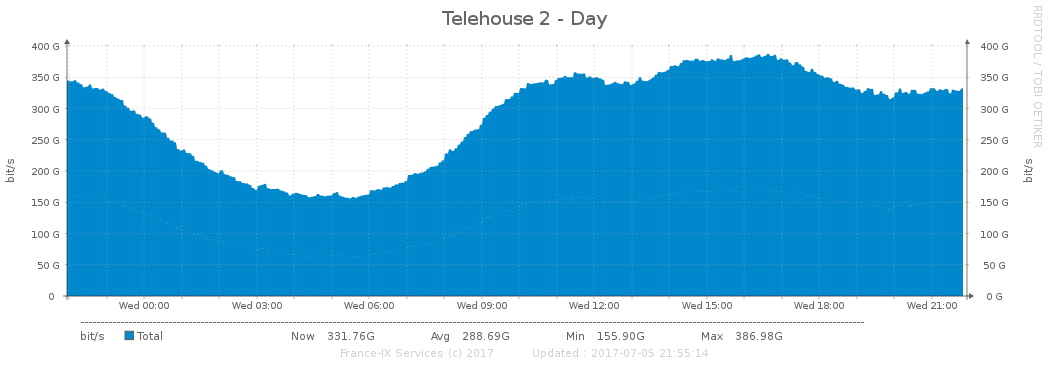 Telehouse 2 - Day
RRDTOOL / TOBI OETIKER
bit/s
bit/s
400 G 400 G
350 G 350 G
300 G 300 G
250 G 250 G
200 G 200 G
150 G 150 G
100 G 100 G
50 G 50 G
0 0 G
Wed 00:00 Wed 03:00 Wed 06:00 Wed 09:00 Wed 12:00 Wed 15:00 Wed 18:00 Wed 21:00
bit/s Total Now 331.76G Avg 288.69G Min 155.90G Max 386.98G
France-IX Services (c) 2017 Updated : 2017-07-05 21:55:14